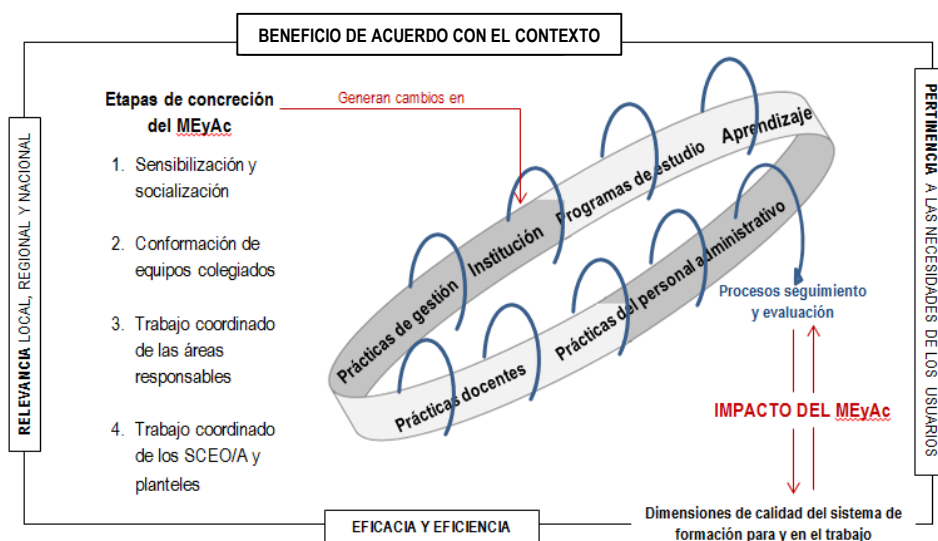 BENEFICIO DE ACUERDO CON EL CONTEXTO
RELEVANCIA LOCAL, REGIONAL Y NACIONAL
Etapas de concreción
del MEyAc
1. Sensibilización y
socialización
2. Conformación de
equipos colegiados
3. Trabajo coordinado
de las áreas
responsables
4. Trabajo coordinado
de los SCEO/A y
planteles
Generan cambios en
Prácticas de gestión
Institución
Programas de estudio
Aprendizaje
Prácticas docentes
Prácticas del personal administrativo
Procesos seguimiento
y evaluación
IMPACTO DEL MEyAc
Dimensiones de calidad del sistema de
formación para y en el trabajo
PERTINENCIA A LAS NECESIDADES DE LOS USUARIOS
EFICACIA Y EFICIENCIA